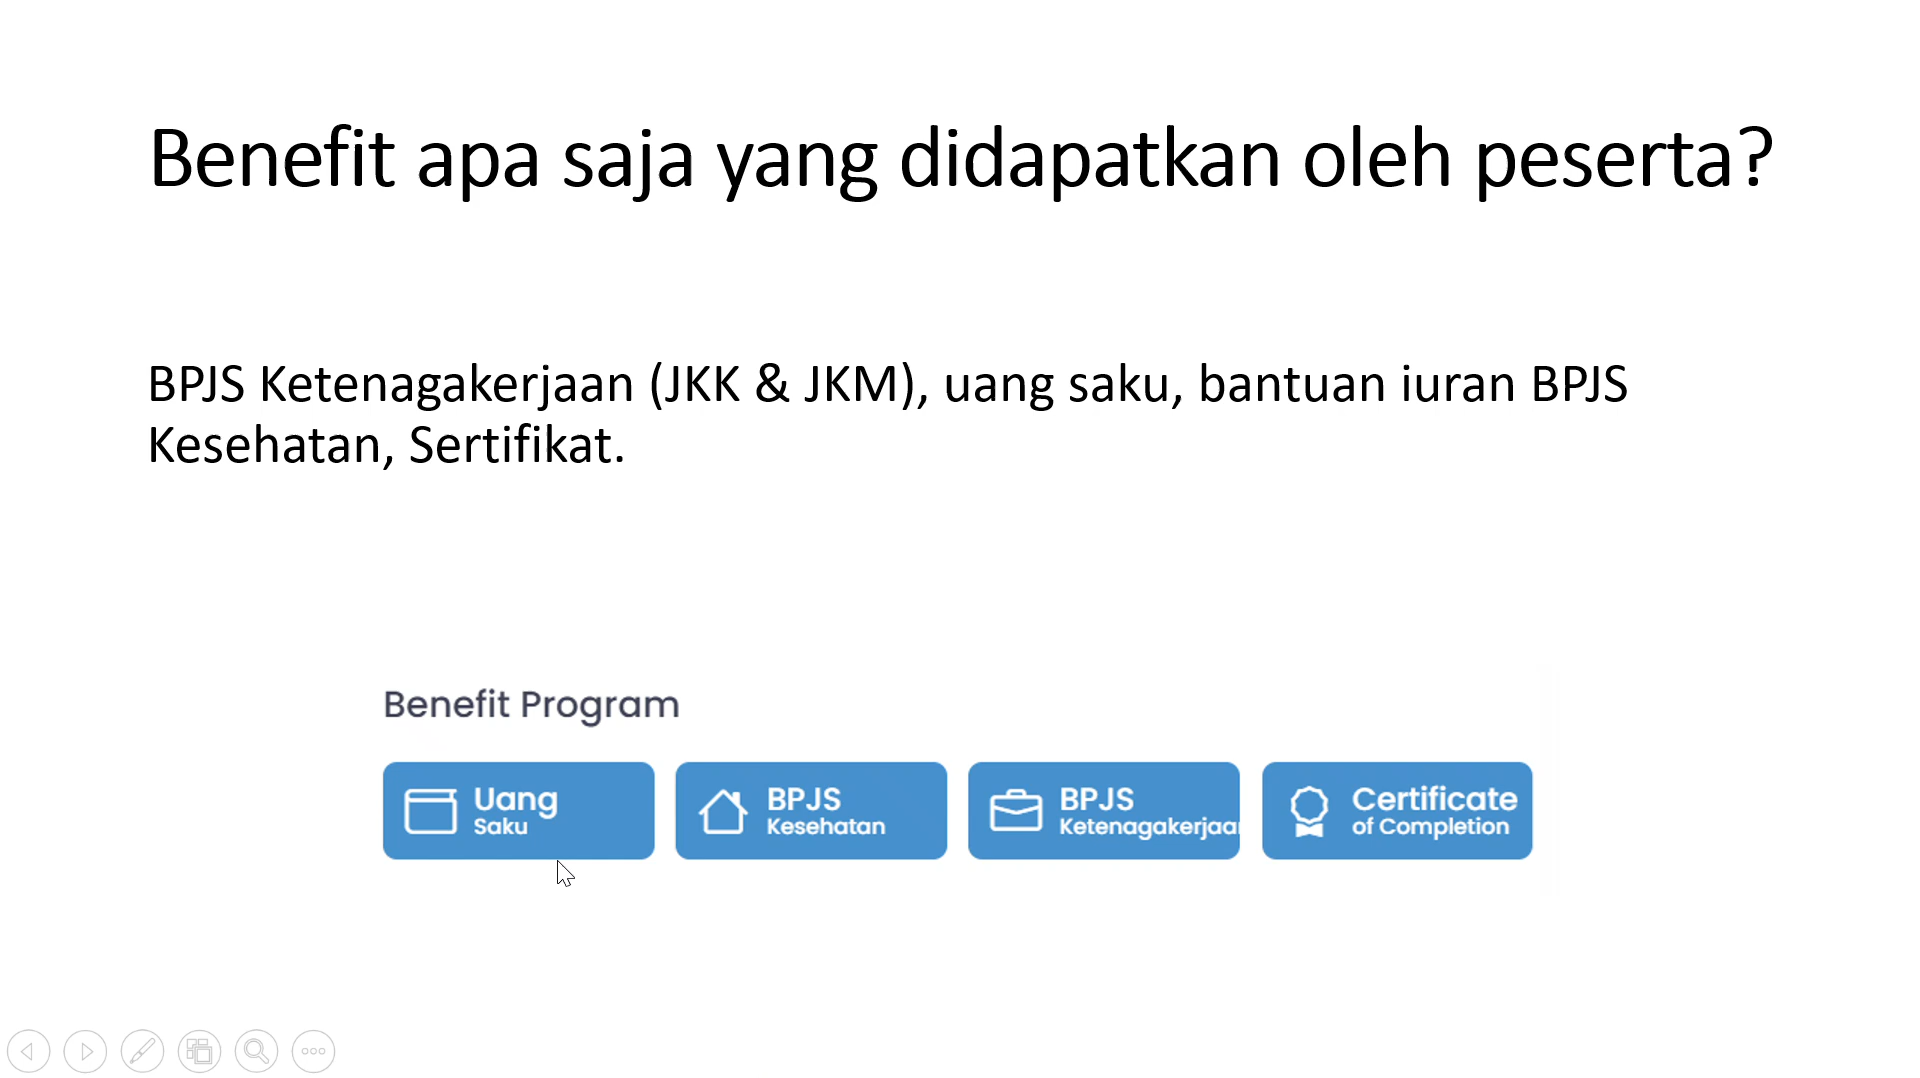 Benefit apa saja yang didapatkan oleh peserta?
BPJS Ketenagakerjaan (JKK & JKM), uang saku, bantuan iuran BPJS
Kesehatan, Sertifikat.
Benefit Program
Uang
Saku
BPJS
Kesehatan
BPJS
Ketenagakerjaan
Certificate
of Completion